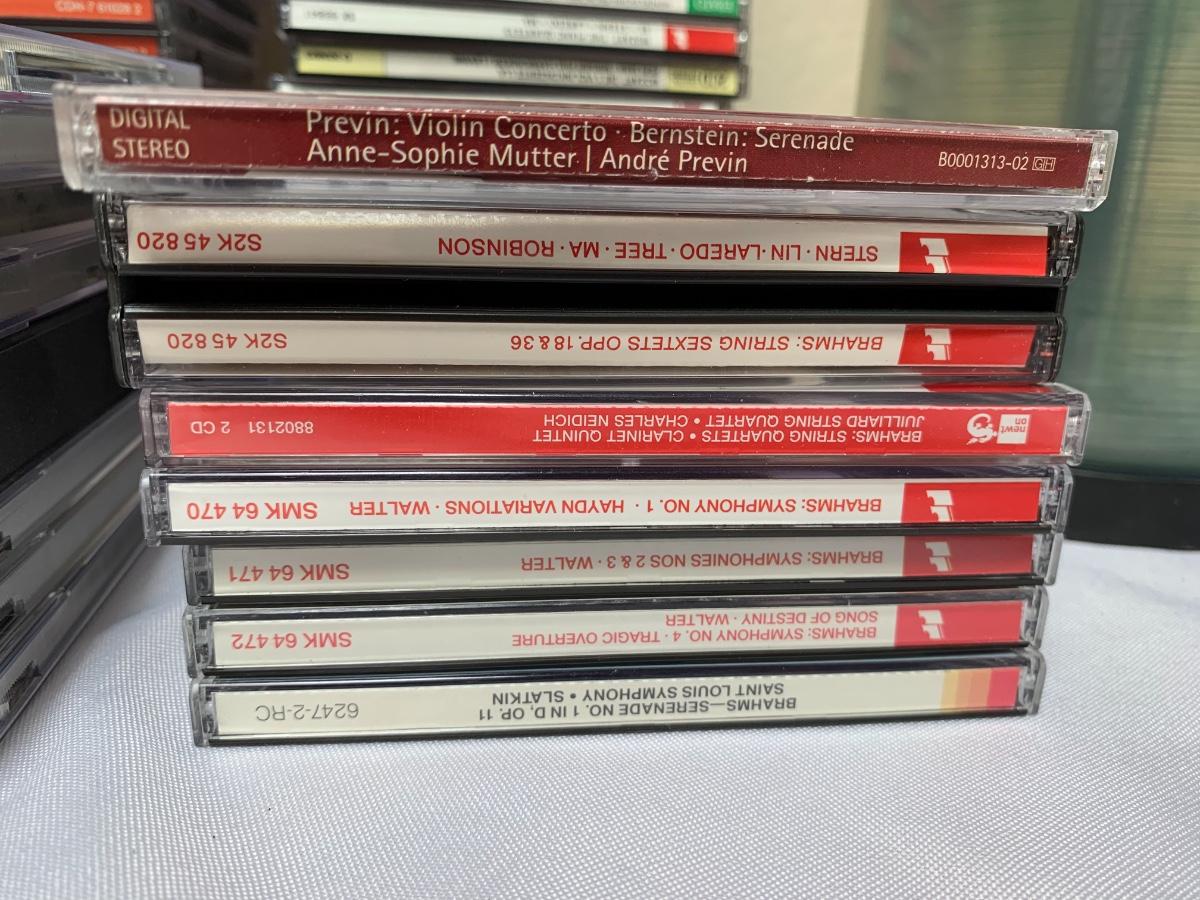 DIGITAL
STEREO
Previn: Violin Concerto · Bernstein: Serenade
Anne-Sophie Mutter | André Previn
B0001313-02 GH
STERN · LIN · LAREDO · TREE · MA · ROBINSON
S2K 45 820
BRAHMS: STRING SEXTETS OPP. 18 & 36
S2K 45 820
newt
on
BRAHMS: STRING QUARTETS • CLARINET QUINTET
JUILLIARD STRING QUARTET • CHARLES NEIDICH
8802131 2 CD
BRAHMS: SYMPHONY NO. 1 · HAYDN VARIATIONS · WALTER
SMK 64 470
BRAHMS: SYMPHONIES NOS 2 & 3 · WALTER
SMK 64 471
BRAHMS: SYMPHONY NO. 4 · TRAGIC OVERTURE
SONG OF DESTINY · WALTER
SMK 64 472
BRAHMS—SERENADE NO. 1 IN D, OP. 11
SAINT LOUIS SYMPHONY • SLATKIN
6247-2-RC